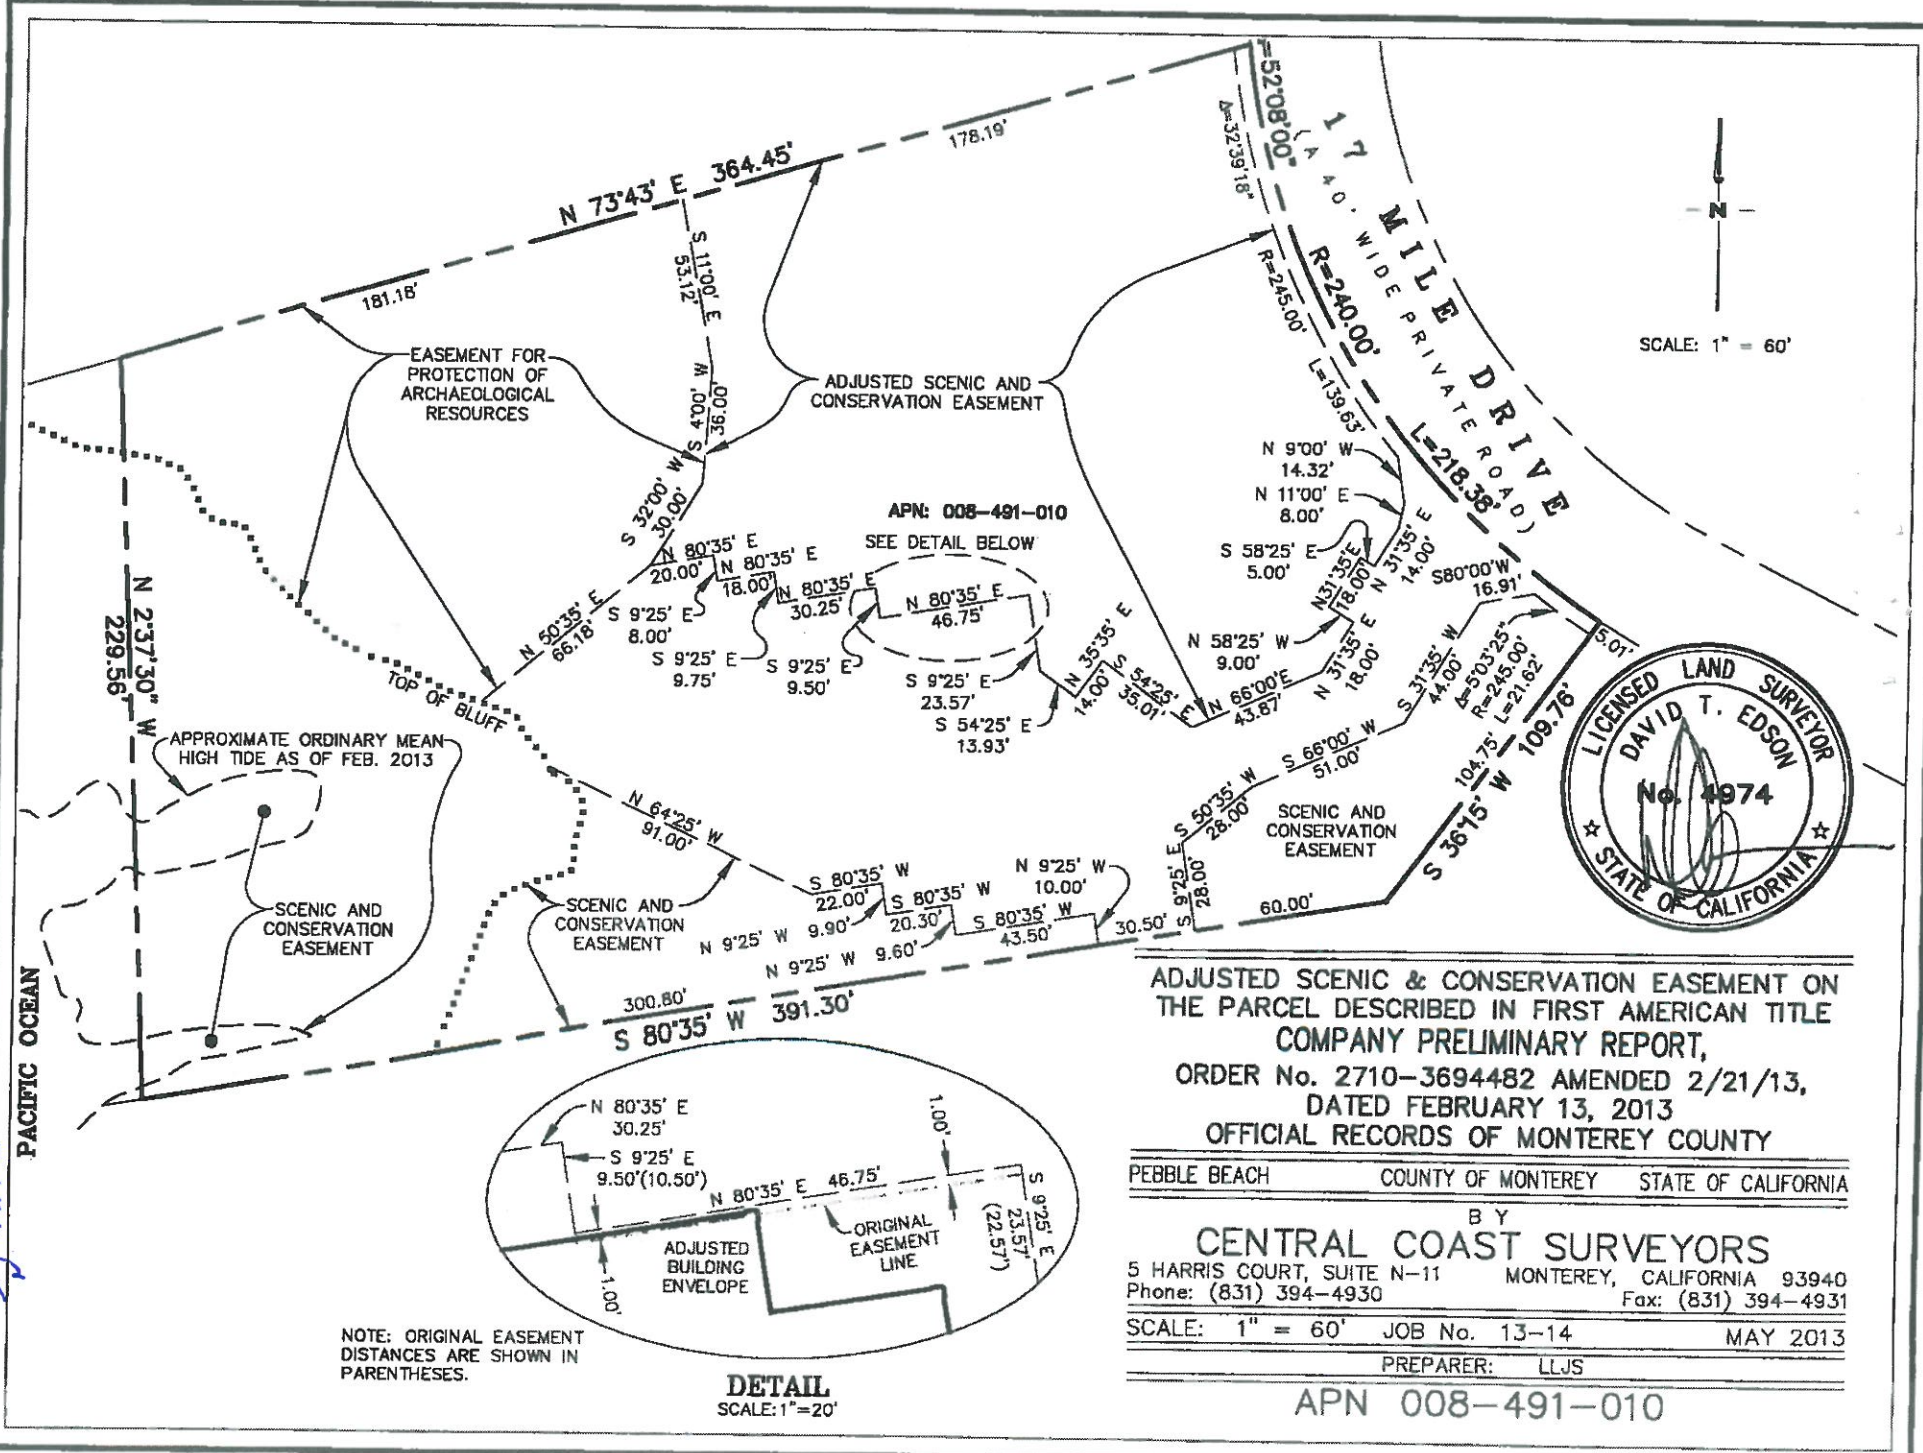 N 73°43' E 364.45'
178.19'
181.18'
S 11°00' E
53.12'
S 4°00' W
36.00'
S 32°00' W
30.00'
N 50°35' E
66.18'
EASEMENT FOR
PROTECTION OF
ARCHAEOLOGICAL
RESOURCES
ADJUSTED SCENIC AND
CONSERVATION EASEMENT
=52°08'00"
Δ=32°39'18"
R=240.00'
R=245.00'
L=139.63'
L=218.38'
17 MILE DRIVE
(A 40' WIDE PRIVATE ROAD)
N
SCALE: 1" = 60'
APN: 008-491-010
SEE DETAIL BELOW
N 80°35' E
20.00'
N 80°35' E
18.00'
N 80°35' E
30.25'
N 80°35' E
46.75'
S 9°25' E
8.00'
S 9°25' E
9.75'
S 9°25' E
9.50'
S 9°25' E
23.57'
S 54°25' E
13.93'
N 35°35' E
14.00'
S 54°25' E
35.01'
N 66°00'E
43.87'
N 31°35' E
18.00'
N 58°25' W
9.00'
N31°35'E
18.00'
S 58°25' E
5.00'
N 31°35' E
14.00'
N 11°00' E
8.00'
N 9°00' W
14.32'
S80°00'W
16.91'
S 31°35' W
44.00'
Δ=5°03'25"
R=245.00'
L=21.62'
5.01'
104.75'
S 36°15' W 109.76'
S 66°00' W
51.00'
S 50°35' W
28.00'
S 9°25' E
28.00'
SCENIC AND
CONSERVATION
EASEMENT
60.00'
30.50'
N 2°37'30" W
229.56'
TOP OF BLUFF
APPROXIMATE ORDINARY MEAN
HIGH TIDE AS OF FEB. 2013
SCENIC AND
CONSERVATION
EASEMENT
N 64°25' W
91.00'
SCENIC AND
CONSERVATION
EASEMENT
S 80°35' W
22.00'
N 9°25' W 9.90'
S 80°35' W
20.30'
N 9°25' W 9.60'
S 80°35' W
43.50'
N 9°25' W
10.00'
300.80'
S 80°35' W 391.30'
PACIFIC OCEAN
LICENSED LAND SURVEYOR
DAVID T. EDSON
No. 4974
STATE OF CALIFORNIA
N 80°35' E
30.25'
S 9°25' E
9.50'(10.50')
N 80°35' E 46.75'
1.00'
1.00'
S 9°25' E
23.57'
(22.57')
ORIGINAL
EASEMENT
LINE
ADJUSTED
BUILDING
ENVELOPE
NOTE: ORIGINAL EASEMENT
DISTANCES ARE SHOWN IN
PARENTHESES.
DETAIL
SCALE:1"=20'
ADJUSTED SCENIC & CONSERVATION EASEMENT ON
THE PARCEL DESCRIBED IN FIRST AMERICAN TITLE
COMPANY PRELIMINARY REPORT,
ORDER No. 2710-3694482 AMENDED 2/21/13,
DATED FEBRUARY 13, 2013
OFFICIAL RECORDS OF MONTEREY COUNTY
PEBBLE BEACH COUNTY OF MONTEREY STATE OF CALIFORNIA
BY
CENTRAL COAST SURVEYORS
5 HARRIS COURT, SUITE N-11 MONTEREY, CALIFORNIA 93940
Phone: (831) 394-4930 Fax: (831) 394-4931
SCALE: 1" = 60' JOB No. 13-14 MAY 2013
PREPARER: LLJS
APN 008-491-010